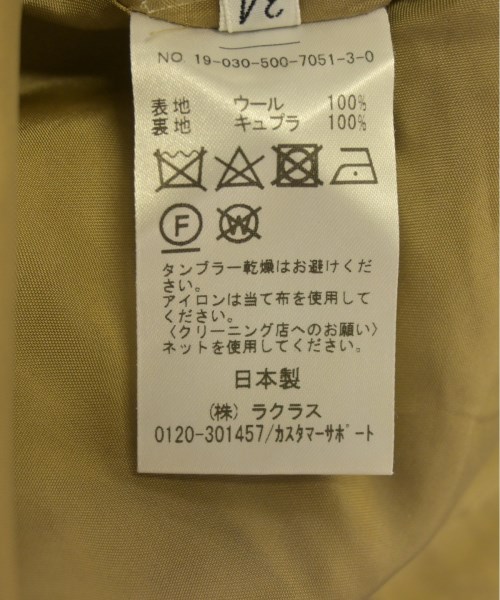 NO. 19-030-500-7051-3-0
表地 ウール 100%
裏地 キュプラ 100%
F W
タンブラー乾燥はお避けくだ
さい。
アイロンは当て布を使用して
ください。
〈クリーニング店へのお願い〉
ネットを使用してください。
日本製
(株) ラクラス
0120-301457/カスタマーサポート